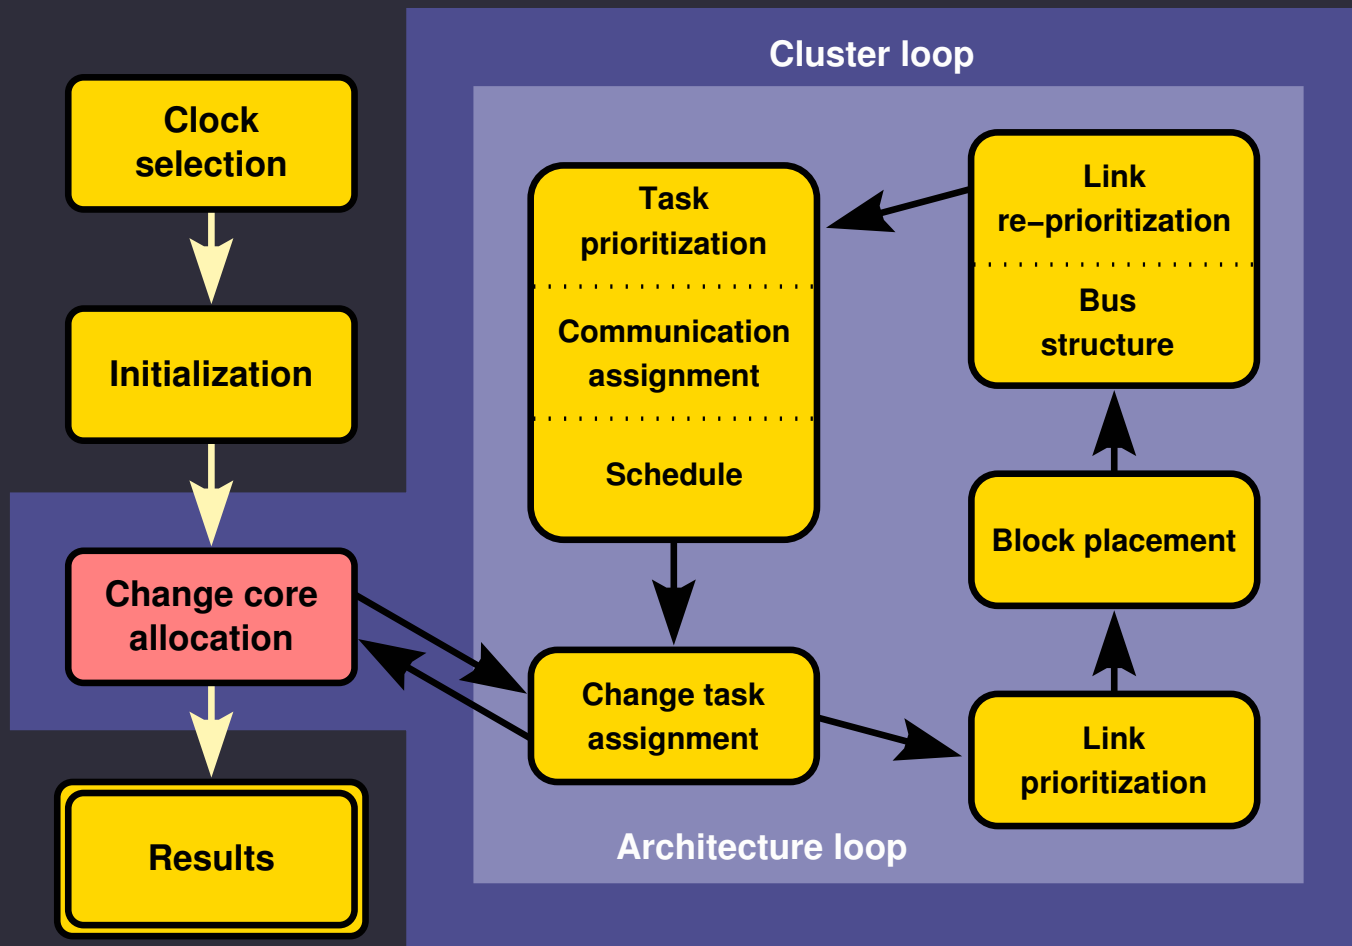 Cluster loop
Clock
selection
Initialization
Change core
allocation
Results
Task
prioritization
Communication
assignment
Schedule
Change task
assignment
Link
re–prioritization
Bus
structure
Block placement
Link
prioritization
Architecture loop